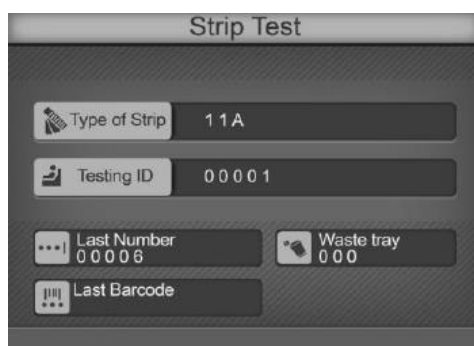 Strip Test
Type of Strip 11A
Testing ID 00001
Last Number
00006
Waste tray
000
Last Barcode